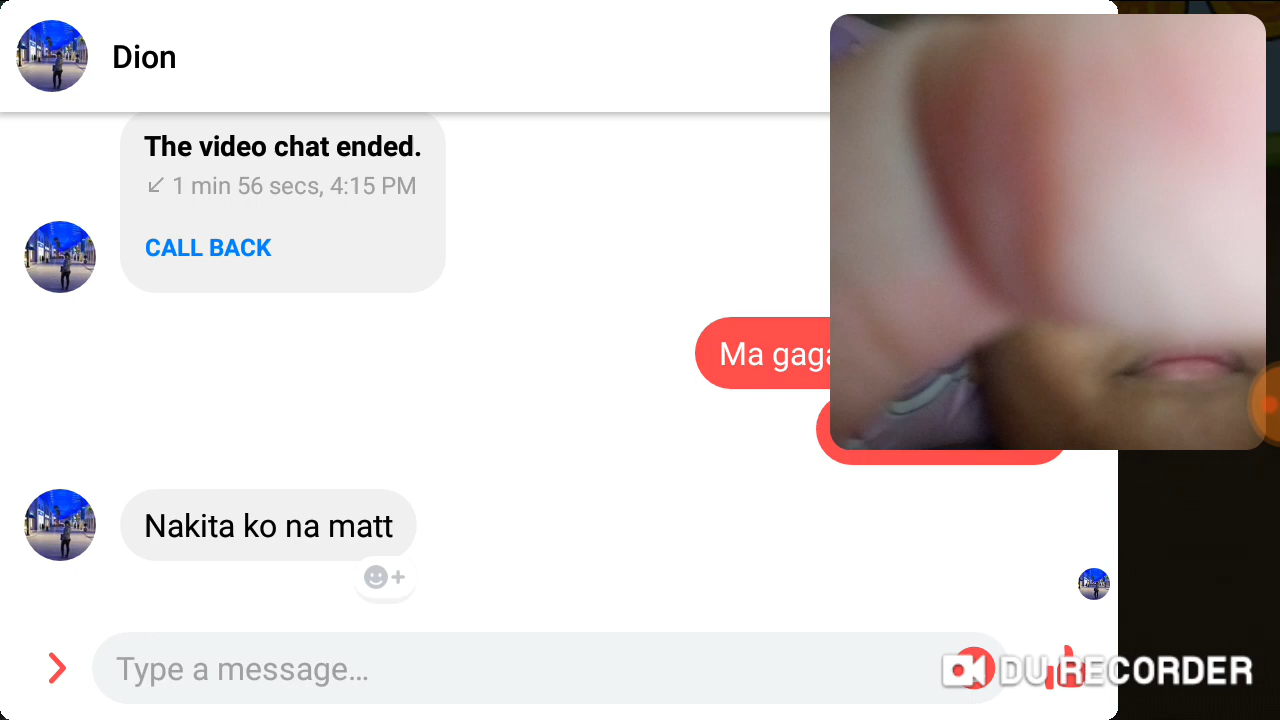 Dion
The video chat ended.
1 min 56 secs, 4:15 PM
CALL BACK
Ma
Nakita ko na matt
Type a message...
DU RECORDER